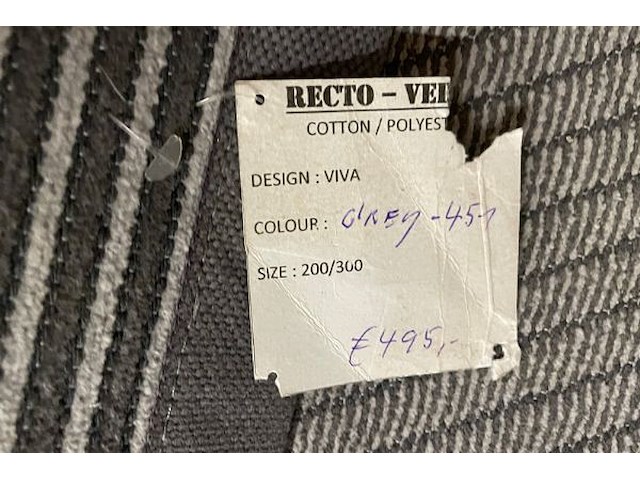 RECTO – VE
COTTON / POLYEST
DESIGN : VIVA
COLOUR : GREY -451
SIZE : 200/300
€495,-